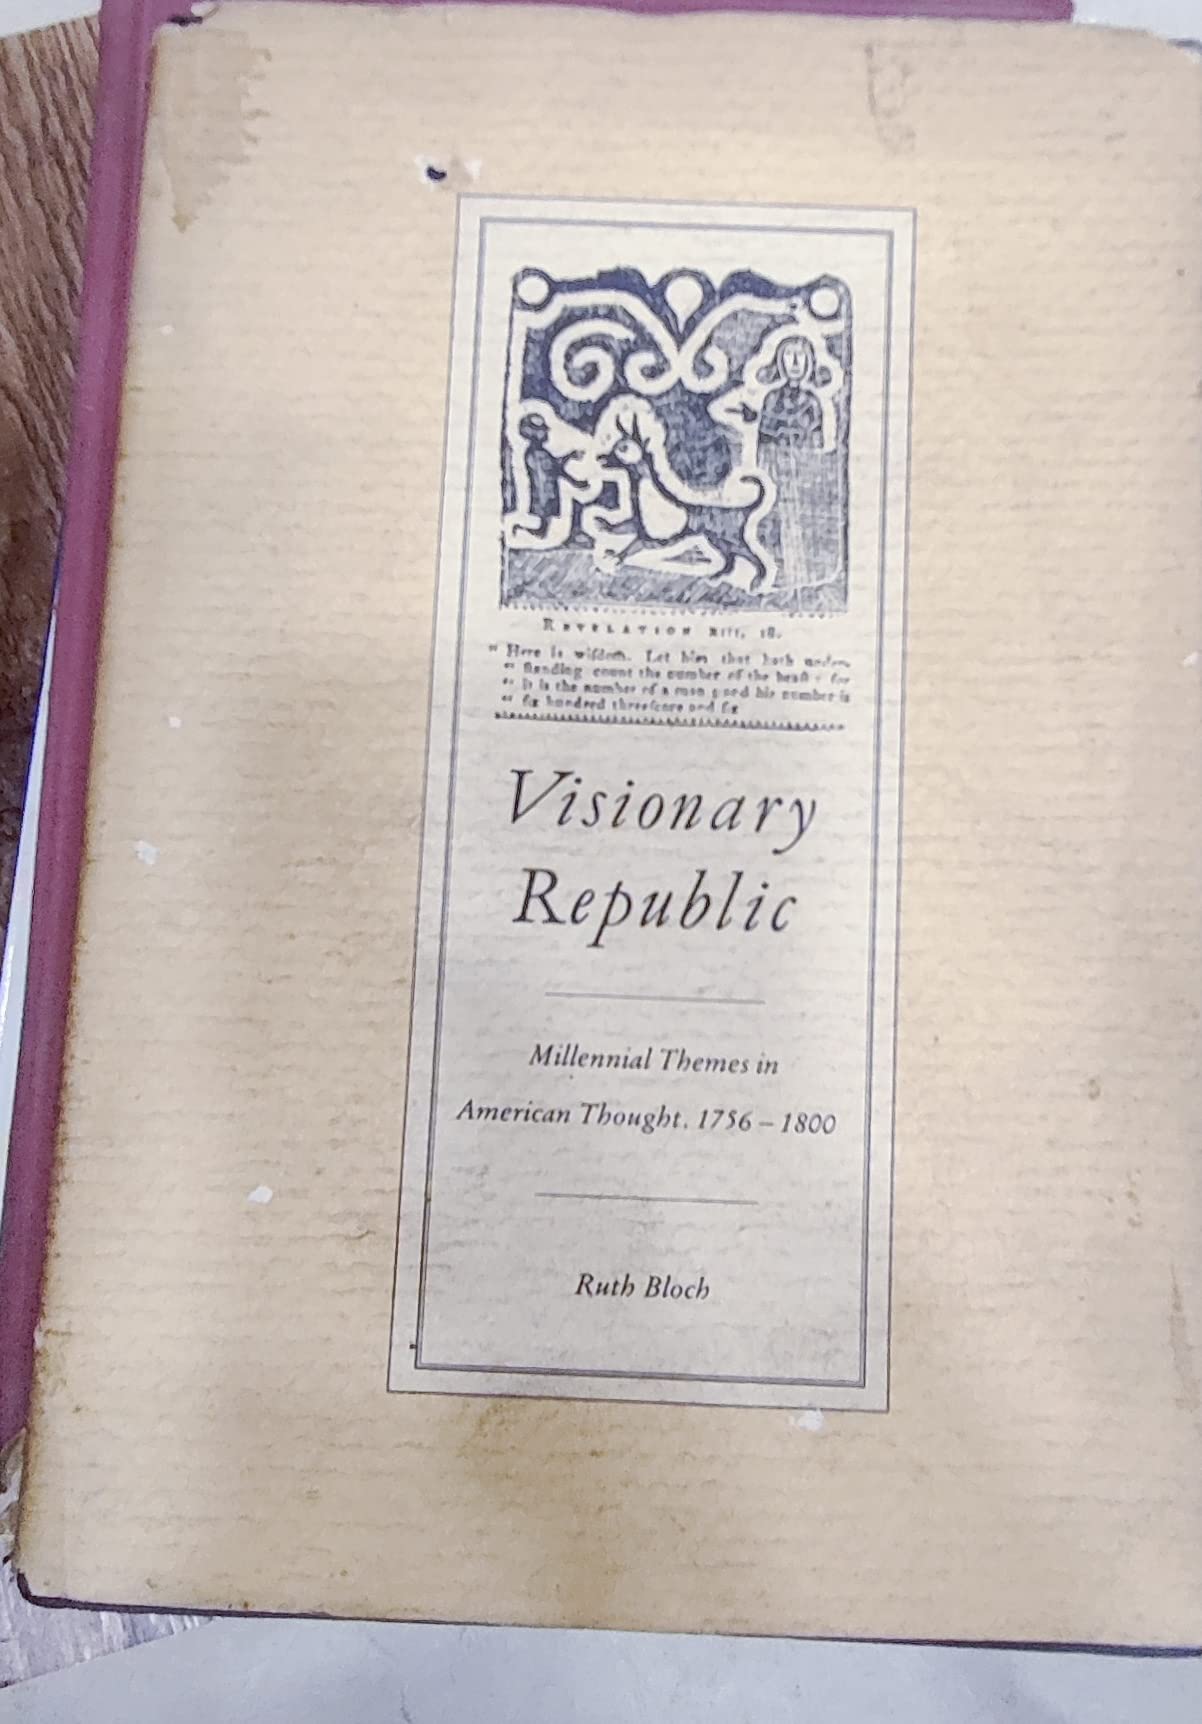 REVELATION XIII, 18.
" Here is wiſdom. Let him that hath under-
" ſtanding count the number of the beaſt : for
" it is the number of a man ; and his number is
" ſix hundred threeſcore and ſix
Visionary
Republic
Millennial Themes in
American Thought, 1756 – 1800
Ruth Bloch